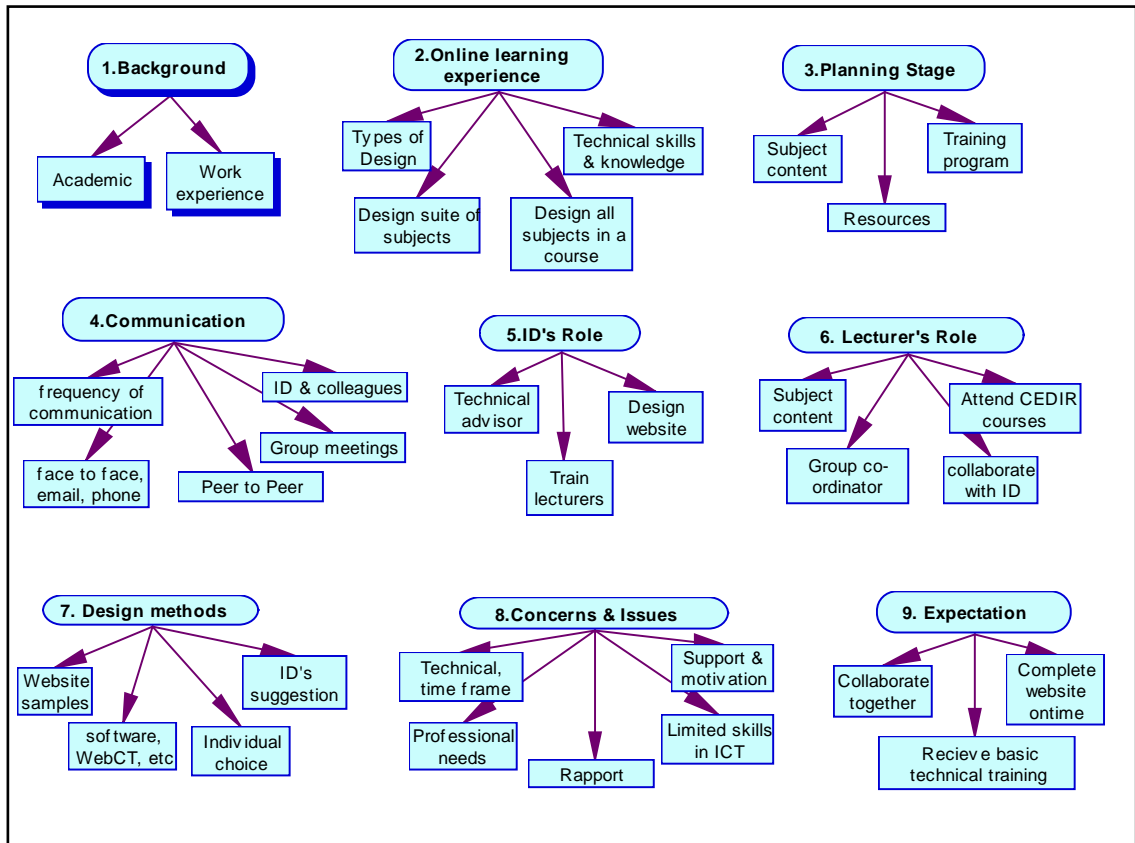 1.Background
Academic
Work
experience
2.Online learning
experience
Types of
Design
Technical skills
& knowledge
Design suite of
subjects
Design all
subjects in a
course
3.Planning Stage
Subject
content
Training
program
Resources
4.Communication
frequency of
communication
ID & colleagues
Group meetings
face to face,
email, phone
Peer to Peer
5.ID's Role
Technical
advisor
Design
website
Train
lecturers
6. Lecturer's Role
Subject
content
Attend CEDIR
courses
Group co-
ordinator
collaborate
with ID
7. Design methods
Website
samples
ID's
suggestion
software,
WebCT, etc
Individual
choice
8.Concerns & Issues
Technical,
time frame
Support &
motivation
Professional
needs
Limited skills
in ICT
Rapport
9. Expectation
Collaborate
together
Complete
website
ontime
Recieve basic
technical training